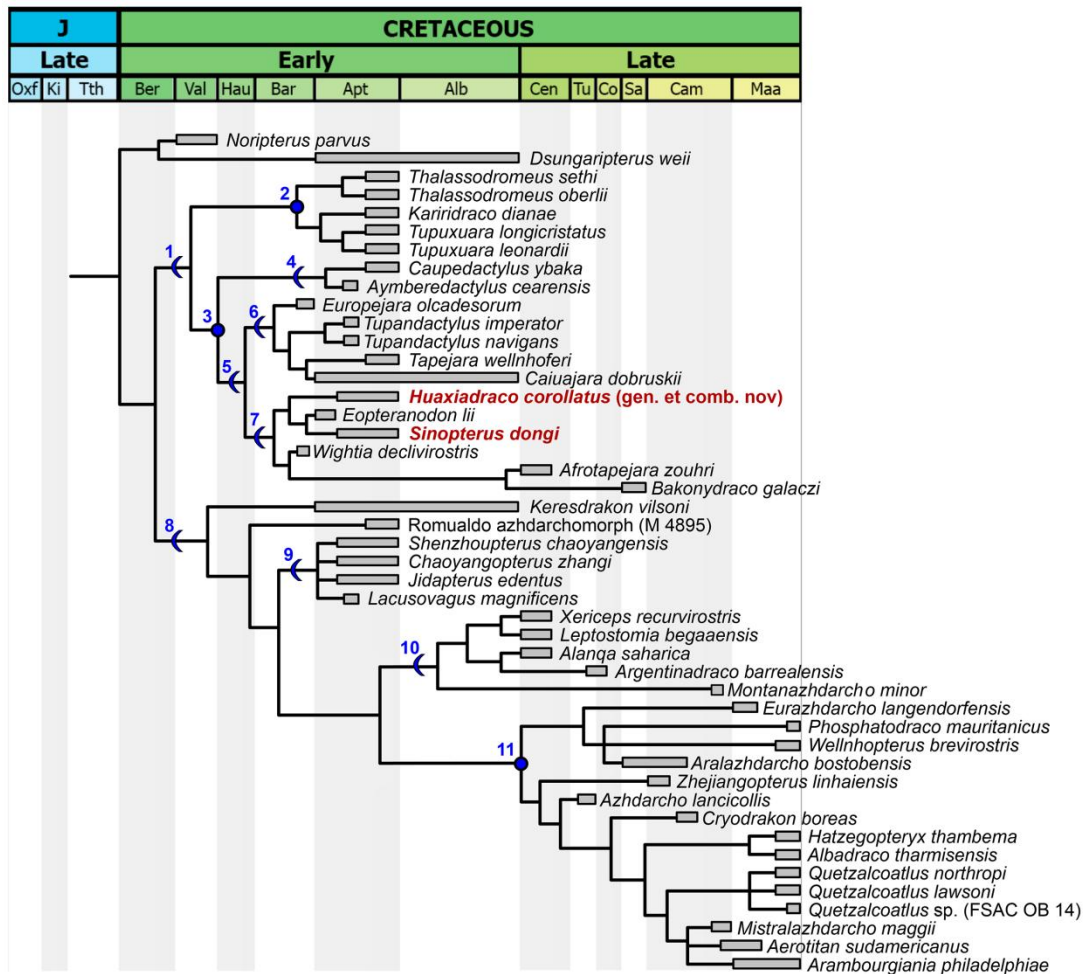 J CRETACEOUS
Late Early Late
Oxf Ki Tth Ber Val Hau Bar Apt Alb Cen Tu Co Sa Cam Maa
Noripterus parvus
Dsungaripterus weii
Thalassodromeus sethi
2
Thalassodromeus oberlii
Kariridraco dianae
Tupuxuara longicristatus
Tupuxuara leonardii
1
4
Caupedactylus ybaka
Aymberedactylus cearensis
Europejara olcadesorum
3
6
Tupandactylus imperator
Tupandactylus navigans
Tapejara wellnhoferi
5
Caiuajara dobruskii
Huaxiadraco corollatus (gen. et comb. nov)
7
Eopteranodon lii
Sinopterus dongi
Wightia declivirostris
Afrotapejara zouhri
Bakonydraco galaczi
Keresdrakon vilsoni
8
Romualdo azhdarchomorph (M 4895)
Shenzhoupterus chaoyangensis
9
Chaoyangopterus zhangi
Jidapterus edentus
Lacusovagus magnificens
Xericeps recurvirostris
Leptostomia begaaensis
10
Alanqa saharica
Argentinadraco barrealensis
Montanazhdarcho minor
Eurazhdarcho langendorfensis
Phosphatodraco mauritanicus
11
Wellnhopterus brevirostris
Aralazhdarcho bostobensis
Zhejiangopterus linhaiensis
Azhdarcho lancicollis
Cryodrakon boreas
Hatzegopteryx thambema
Albadraco tharmisensis
Quetzalcoatlus northropi
Quetzalcoatlus lawsoni
Quetzalcoatlus sp. (FSAC OB 14)
Mistralazhdarcho maggii
Aerotitan sudamericanus
Arambourgiania philadelphiae